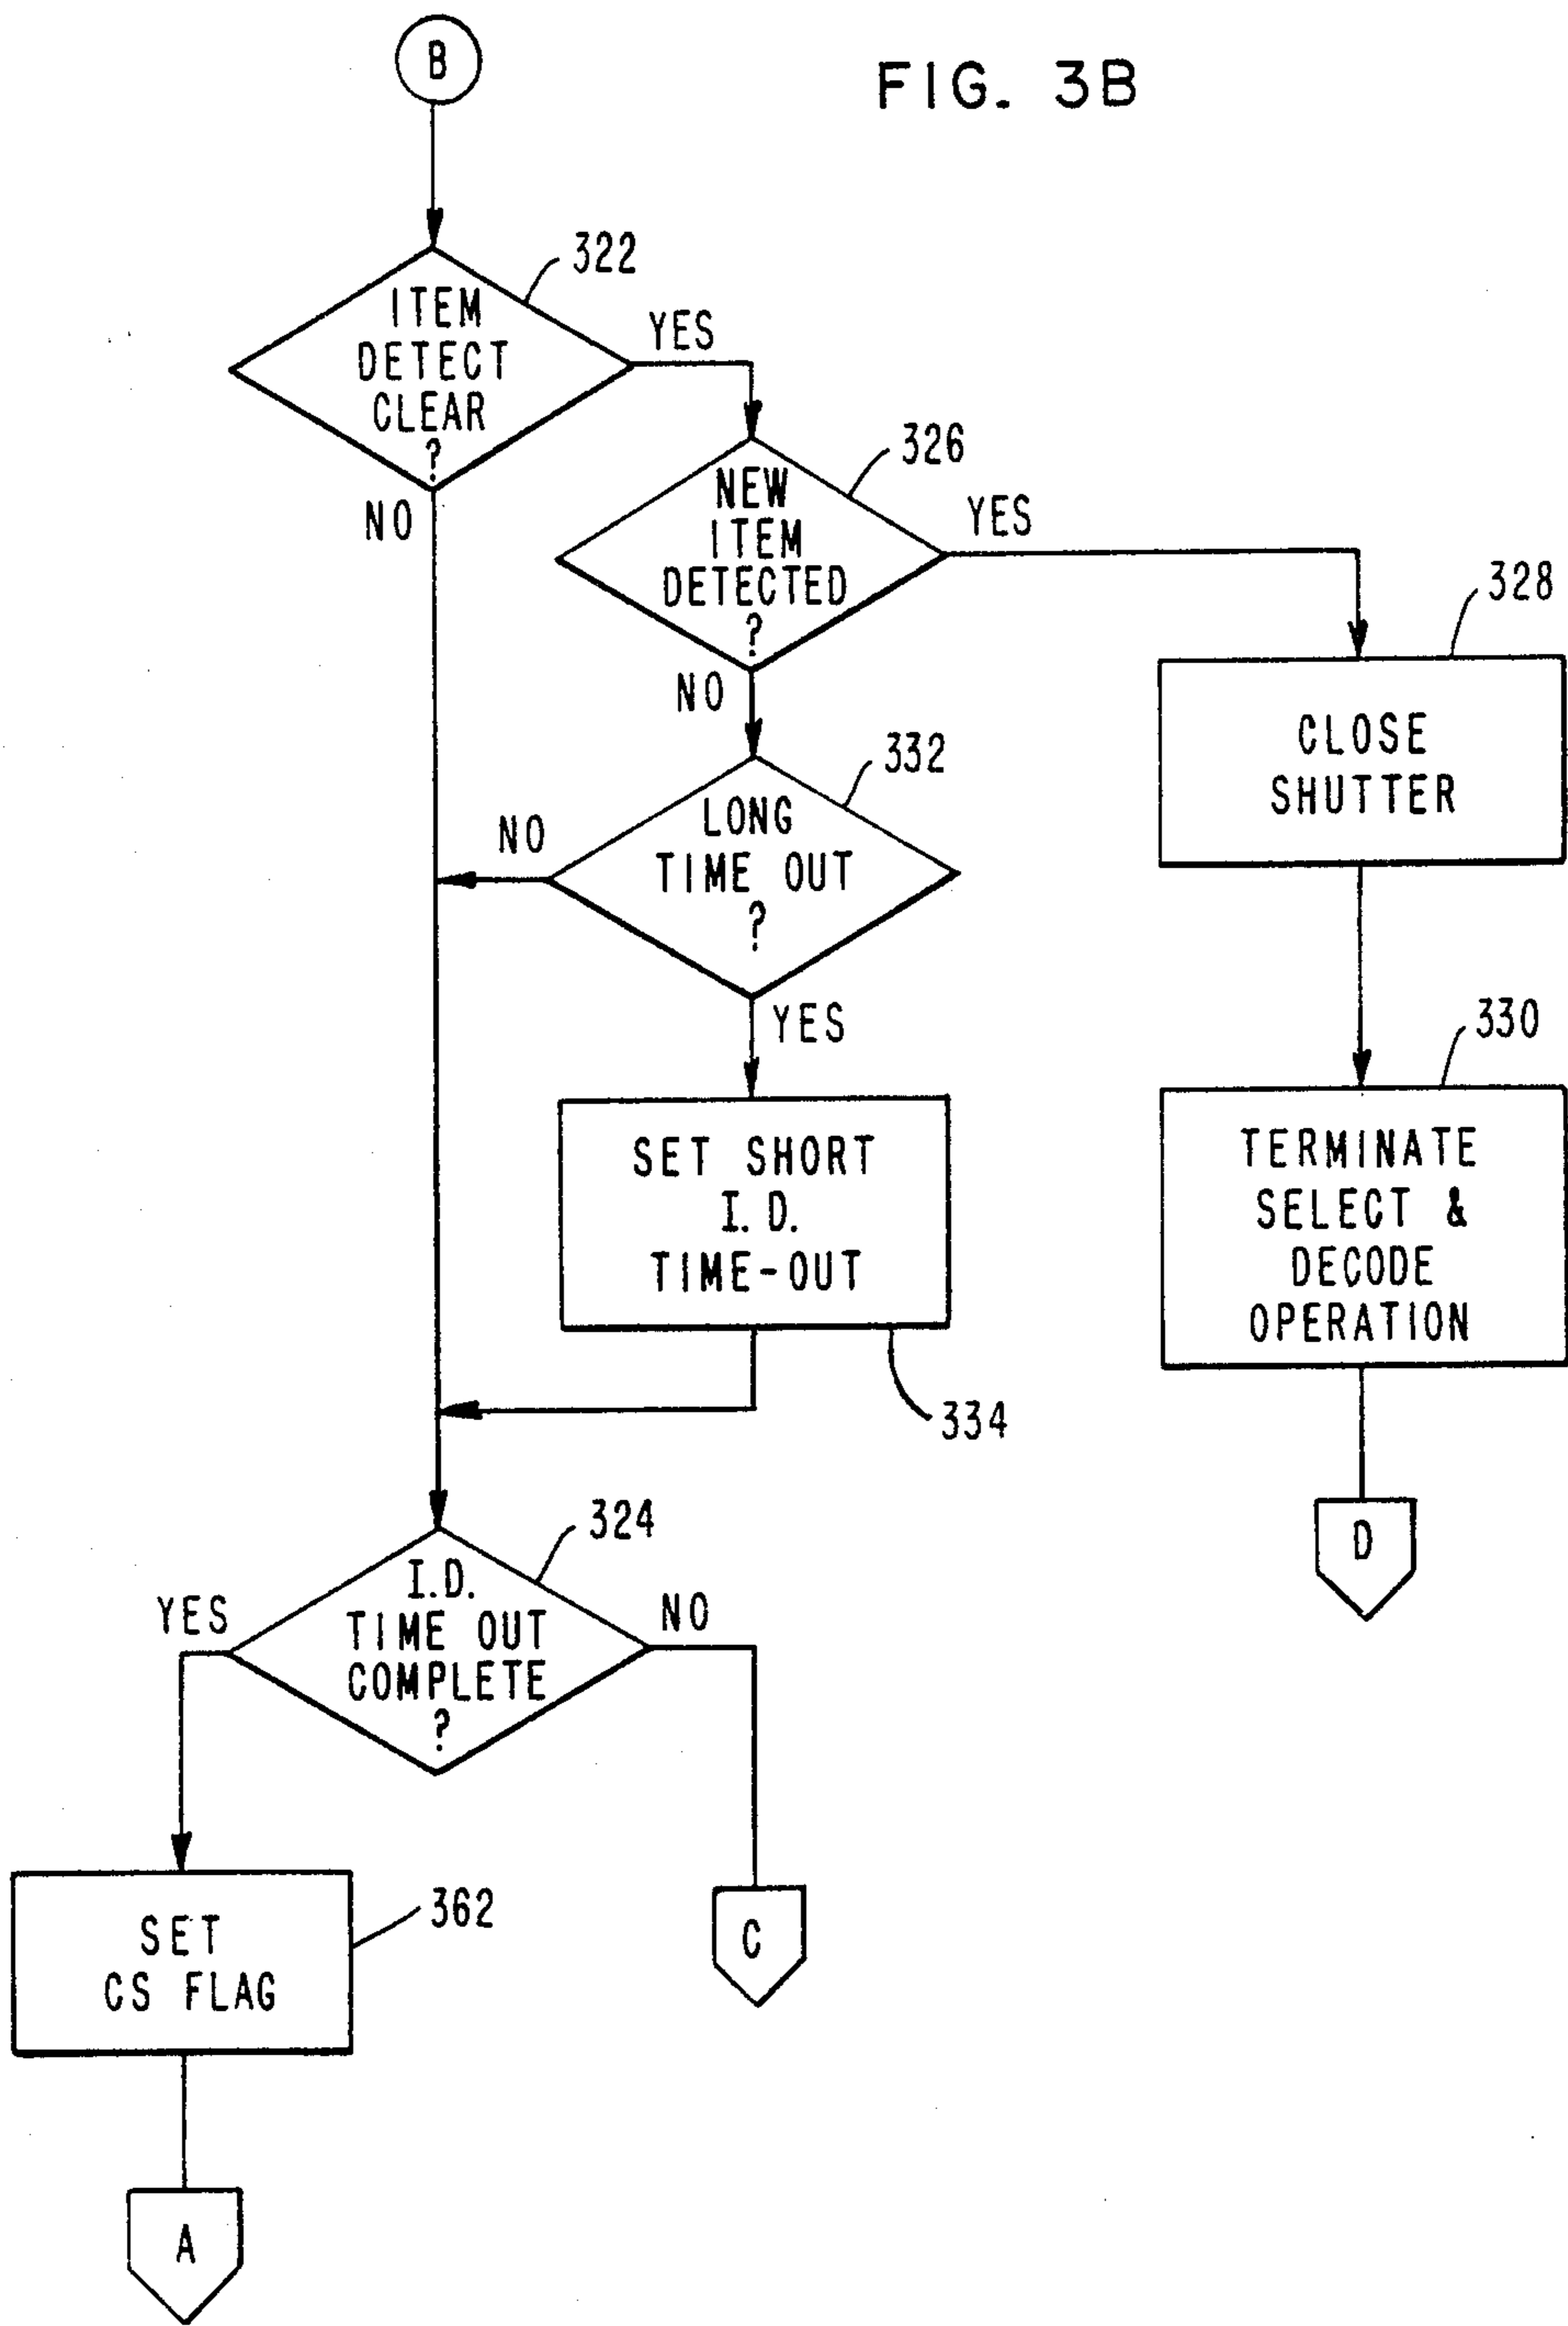 B
FIG. 3B
322
ITEM
DETECT
CLEAR
?
YES
NO
326
NEW
ITEM
DETECTED
?
YES
NO
328
CLOSE
SHUTTER
332
LONG
TIME OUT
?
NO
YES
330
TERMINATE
SELECT &
DECODE
OPERATION
SET SHORT
I. D.
TIME-OUT
334
D
324
I.D.
TIME OUT
COMPLETE
?
YES
NO
362
SET
CS FLAG
C
A